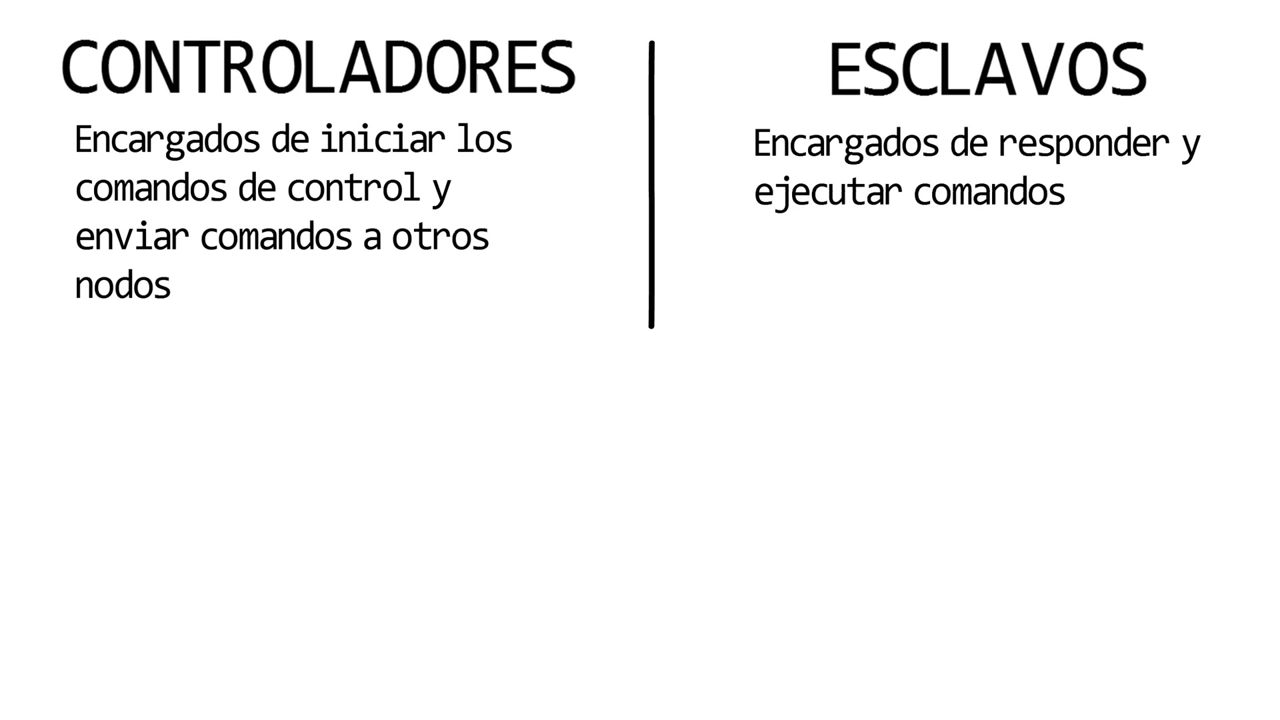 CONTROLADORES
Encargados de iniciar los
comandos de control y
enviar comandos a otros
nodos
ESCLAVOS
Encargados de responder y
ejecutar comandos